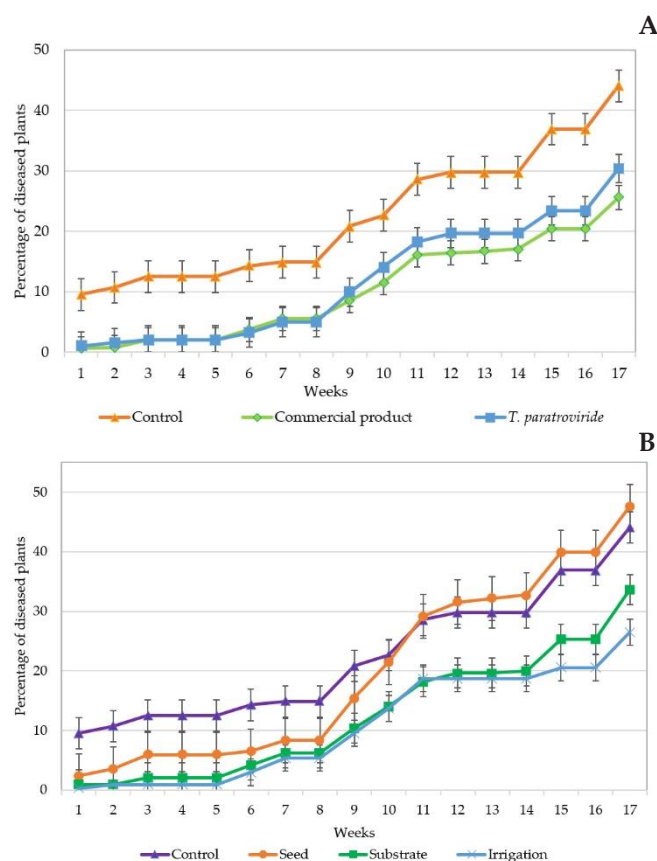 A
Percentage of diseased plants
50
40
30
20
10
0
1 2 3 4 5 6 7 8 9 10 11 12 13 14 15 16 17
Weeks
Control Commercial product T. paratroviride
B
Percentage of diseased plants
50
40
30
20
10
0
1 2 3 4 5 6 7 8 9 10 11 12 13 14 15 16 17
Weeks
Control Seed Substrate Irrigation